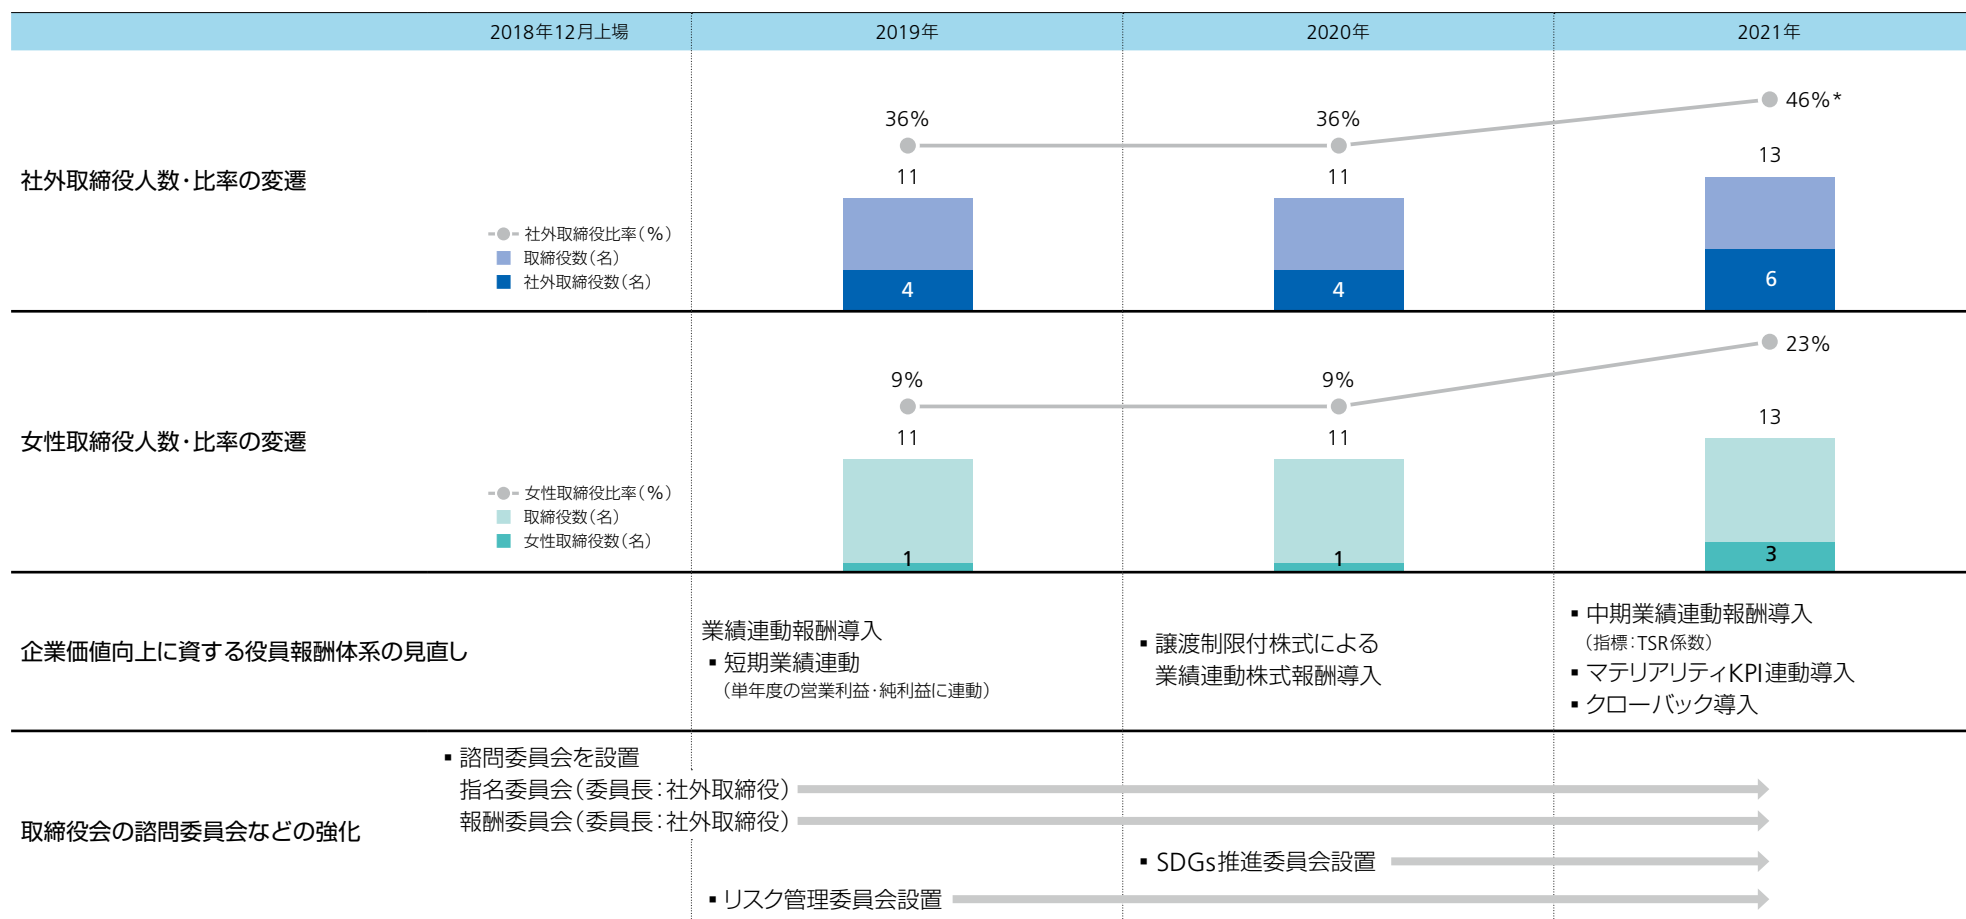 2018年12月上場
2019年
2020年
2021年
社外取締役人数・比率の変遷
社外取締役比率（%）
取締役数（名）
社外取締役数（名）
36%
11
4
36%
11
4
46%*
13
6
女性取締役人数・比率の変遷
女性取締役比率（%）
取締役数（名）
女性取締役数（名）
9%
11
1
9%
11
1
23%
13
3
企業価値向上に資する役員報酬体系の見直し
業績連動報酬導入
▪ 短期業績連動
（単年度の営業利益・純利益に連動）
▪ 譲渡制限付株式による
業績連動株式報酬導入
▪ 中期業績連動報酬導入
（指標：TSR係数）
▪ マテリアリティKPI連動導入
▪ クローバック導入
取締役会の諮問委員会などの強化
▪ 諮問委員会を設置
指名委員会（委員長：社外取締役）
報酬委員会（委員長：社外取締役）
▪ SDGs推進委員会設置
▪ リスク管理委員会設置